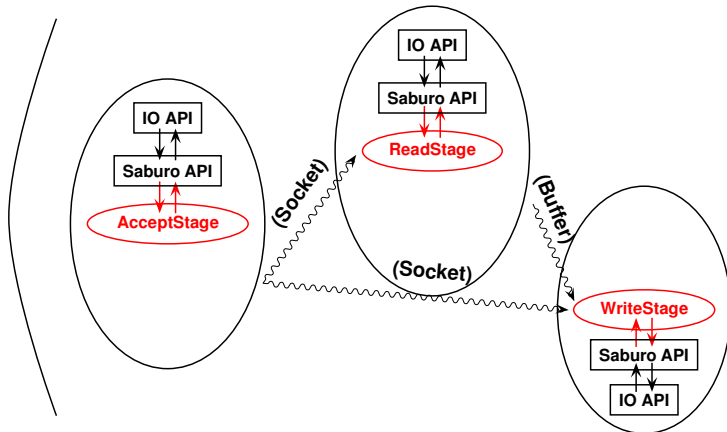 IO API
Saburo API
AcceptStage
(Socket)
IO API
Saburo API
ReadStage
(Socket)
(Buffer)
WriteStage
Saburo API
IO API